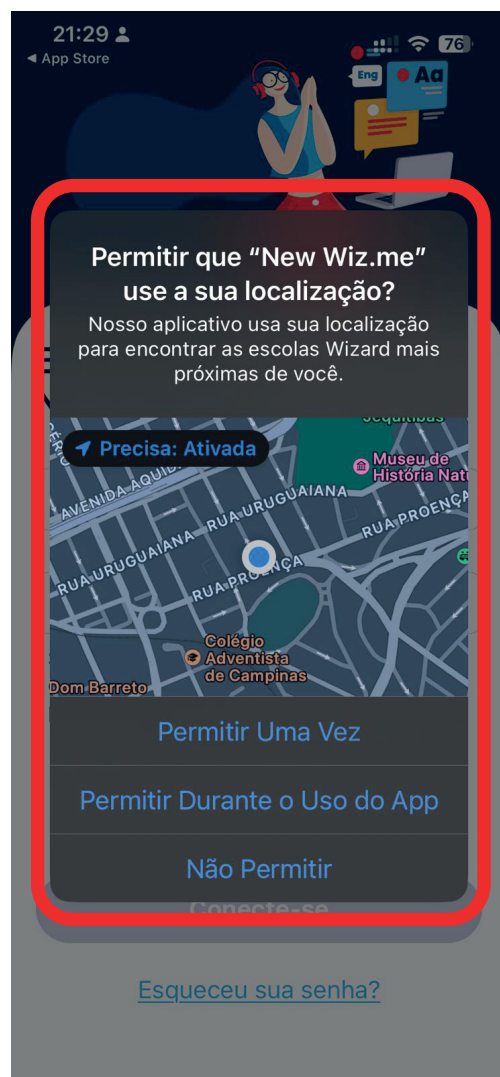 21:29
76
◀ App Store
Eng
Aa
Permitir que “New Wiz.me”
use a sua localização?
Nosso aplicativo usa sua localização
para encontrar as escolas Wizard mais
próximas de você.
Jequitibás
Precisa: Ativada
Museu de
História Nat
AVENIDA AQUID
RUA URUGUAIANA
RUA PROENÇA
RUA URUGUAIANA
RUA PROENÇA
Colégio
Adventista
de Campinas
Dom Barreto
Permitir Uma Vez
Permitir Durante o Uso do App
Não Permitir
Conecte-se
Esqueceu sua senha?